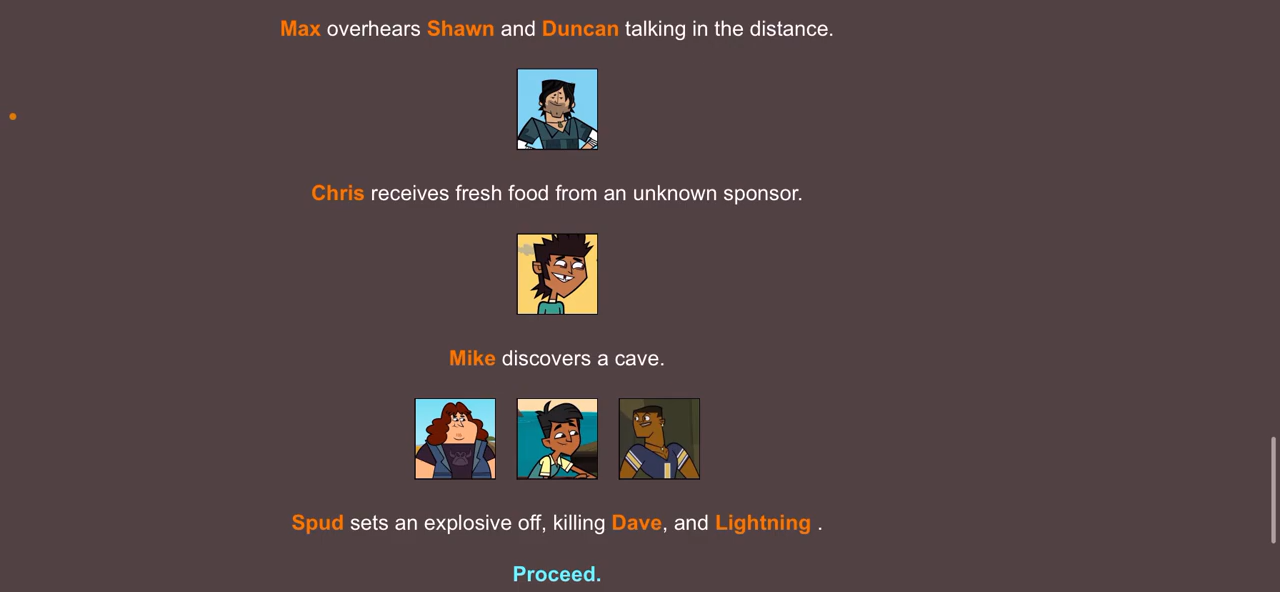 Max overhears Shawn and Duncan talking in the distance.
Chris receives fresh food from an unknown sponsor.
Mike discovers a cave.
Spud sets an explosive off, killing Dave, and Lightning .
Proceed.